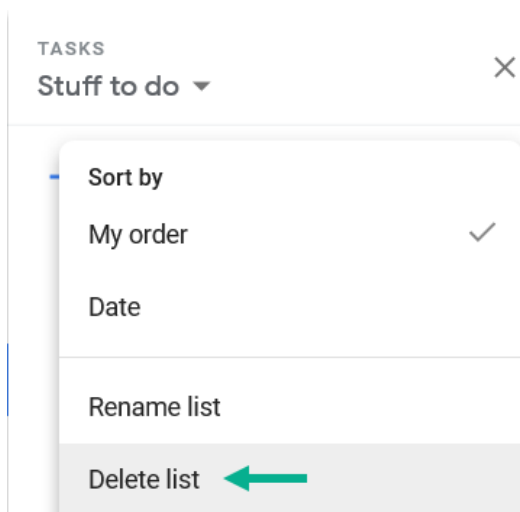 TASKS
Stuff to do
Sort by
My order
Date
Rename list
Delete list